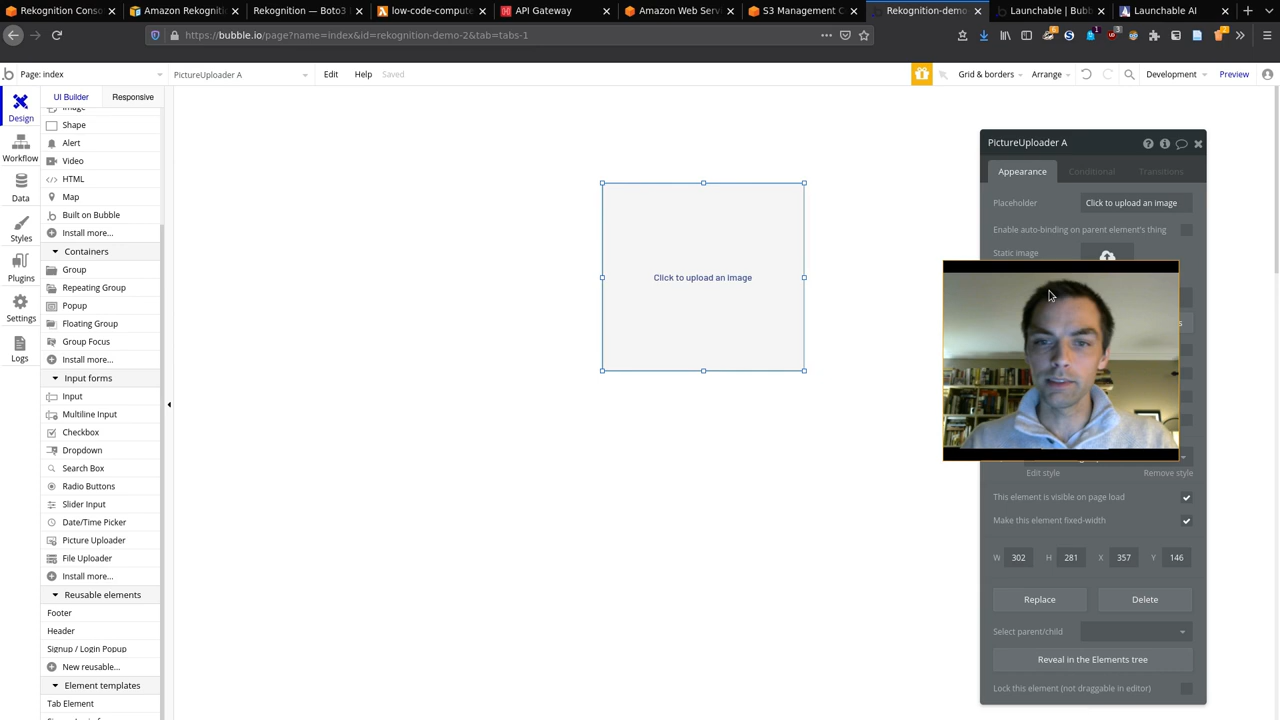 Rekognition Conso
Amazon Rekogniti
Rekognition — Boto3
low-code-compute
API Gateway
Amazon Web Serv
S3 Management C
Rekognition-demo
Launchable | Bubb
Launchable AI
https://bubble.io/page?name=index&id=rekognition-demo-2&tab=tabs-1
Page: index
PictureUploader A
Edit
Help
Saved
Grid & borders
Arrange
Development
Preview
Design
Workflow
Data
Styles
Plugins
Settings
Logs
UI Builder
Responsive
Image
Shape
Alert
Video
</> HTML
Map
Built on Bubble
Install more...
Containers
Group
Repeating Group
Popup
Floating Group
Group Focus
Install more...
Input forms
Input
Multiline Input
Checkbox
Dropdown
Search Box
Radio Buttons
Slider Input
Date/Time Picker
Picture Uploader
File Uploader
Install more...
Reusable elements
Footer
Header
Signup / Login Popup
New reusable...
Element templates
Tab Element
Click to upload an image
PictureUploader A
Appearance
Conditional
Transitions
Placeholder
Click to upload an image
Enable auto-binding on parent element's thing
Static image
Edit style
Remove style
This element is visible on page load
Make this element fixed-width
W 302 H 281 X 357 Y 146
Replace
Delete
Select parent/child
Reveal in the Elements tree
Lock this element (not draggable in editor)